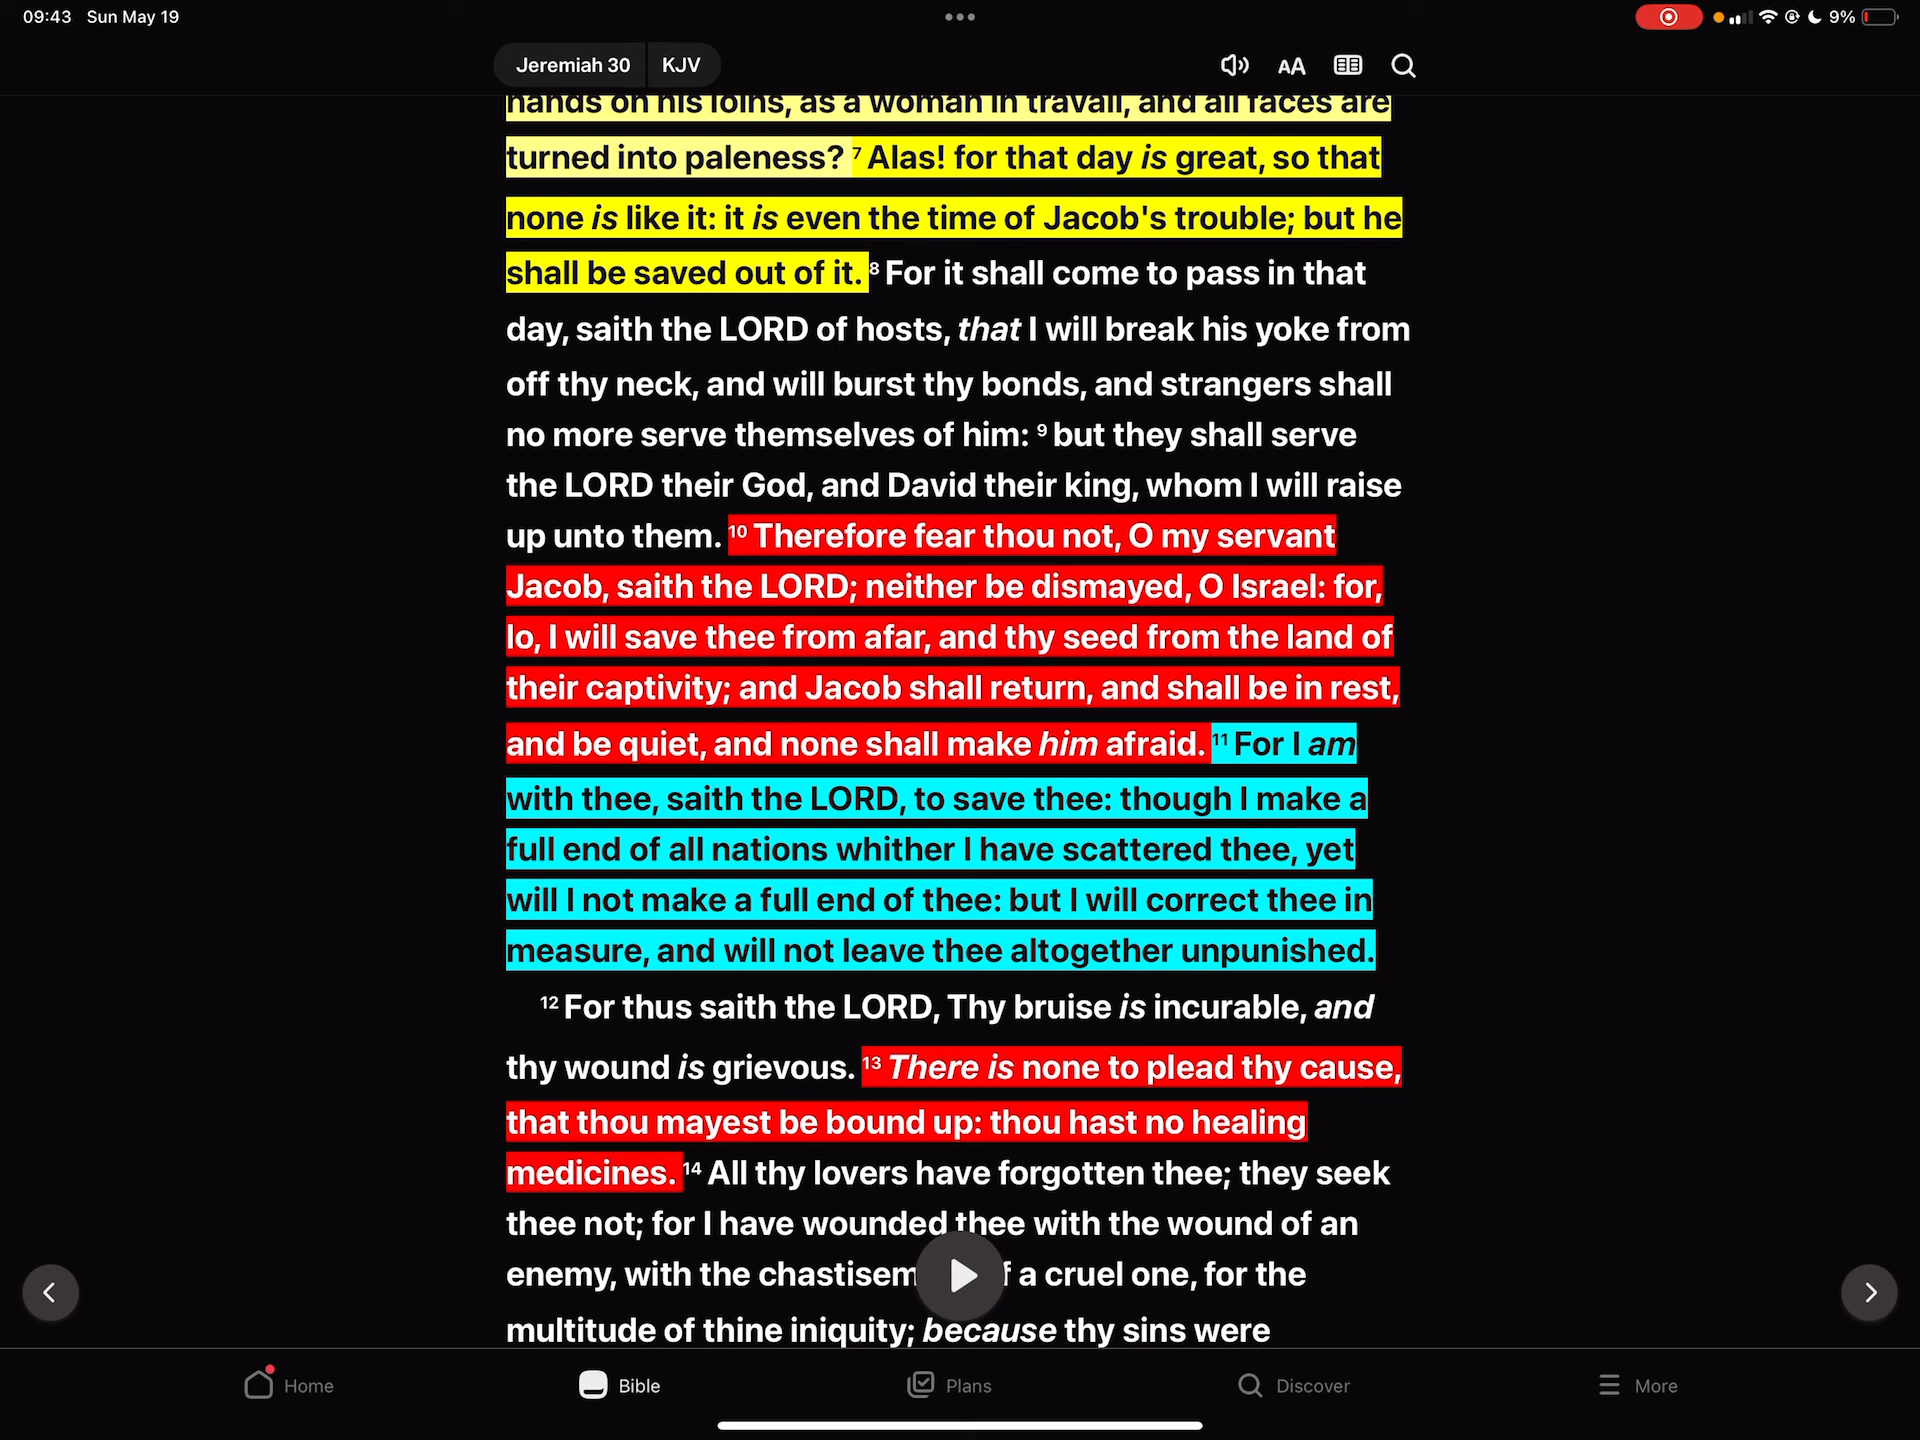 09:43 Sun May 19
9%
Jeremiah 30 KJV
AA
hands on his loins, as a woman in travail, and all faces are
turned into paleness? 7 Alas! for that day is great, so that
none is like it: it is even the time of Jacob's trouble; but he
shall be saved out of it. 8 For it shall come to pass in that
day, saith the LORD of hosts, that I will break his yoke from
off thy neck, and will burst thy bonds, and strangers shall
no more serve themselves of him: 9 but they shall serve
the LORD their God, and David their king, whom I will raise
up unto them. 10 Therefore fear thou not, O my servant
Jacob, saith the LORD; neither be dismayed, O Israel: for,
lo, I will save thee from afar, and thy seed from the land of
their captivity; and Jacob shall return, and shall be in rest,
and be quiet, and none shall make him afraid. 11 For I am
with thee, saith the LORD, to save thee: though I make a
full end of all nations whither I have scattered thee, yet
will I not make a full end of thee: but I will correct thee in
measure, and will not leave thee altogether unpunished.
12 For thus saith the LORD, Thy bruise is incurable, and
thy wound is grievous. 13 There is none to plead thy cause,
that thou mayest be bound up: thou hast no healing
medicines. 14 All thy lovers have forgotten thee; they seek
thee not; for I have wounded thee with the wound of an
enemy, with the chastisem f a cruel one, for the
multitude of thine iniquity; because thy sins were
Home Bible Plans Discover More